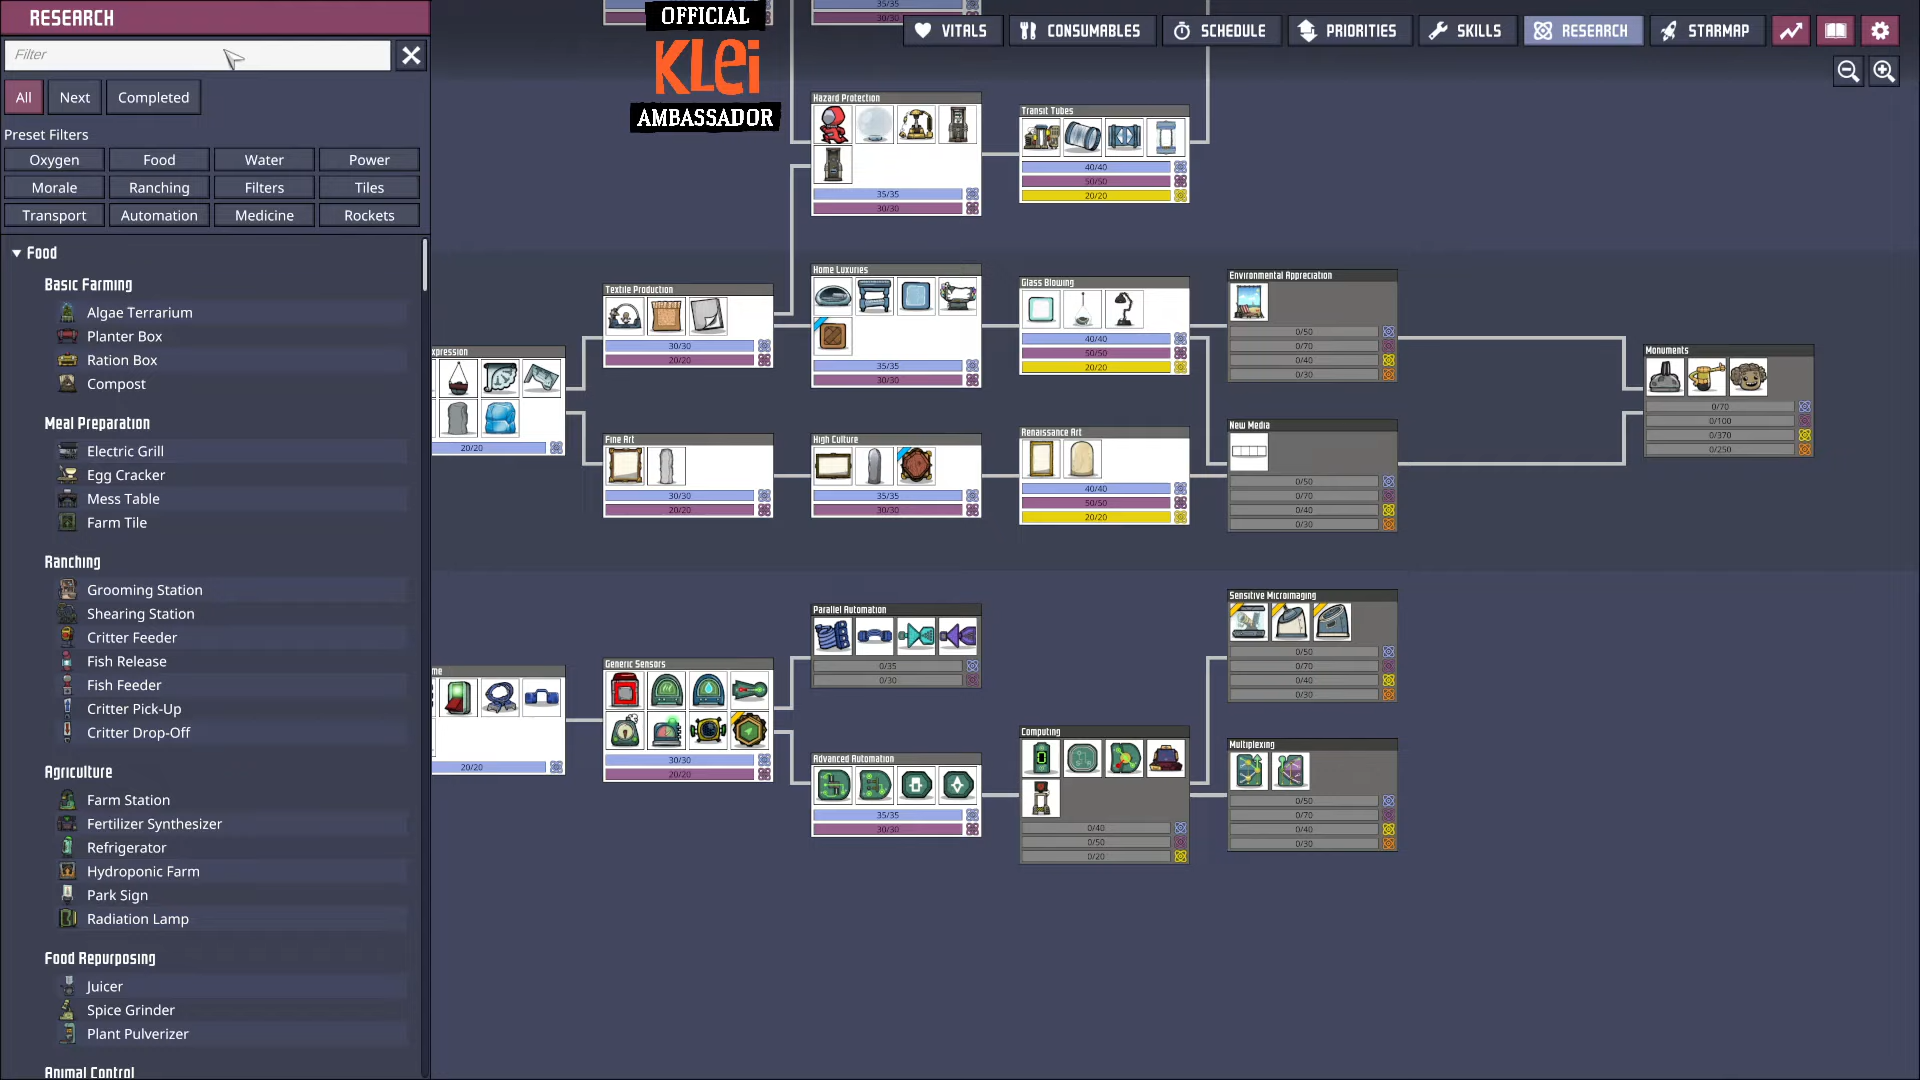 RESEARCH
Filter
All
Next
Completed
Preset Filters
Oxygen
Food
Water
Power
Morale
Ranching
Filters
Tiles
Transport
Automation
Medicine
Rockets
Food
Basic Farming
Algae Terrarium
Planter Box
Ration Box
Compost
Meal Preparation
Electric Grill
Egg Cracker
Mess Table
Farm Tile
Ranching
Grooming Station
Shearing Station
Critter Feeder
Fish Release
Fish Feeder
Critter Pick-Up
Critter Drop-Off
Agriculture
Farm Station
Fertilizer Synthesizer
Refrigerator
Hydroponic Farm
Park Sign
Radiation Lamp
Food Repurposing
Juicer
Spice Grinder
Plant Pulverizer
Animal Control
OFFICIAL
KLei
AMBASSADOR
VITALS
CONSUMABLES
SCHEDULE
PRIORITIES
SKILLS
RESEARCH
STARMAP
35/35
30/30
35/35
30/30
Hazard Protection
35/35
30/30
Transit Tubes
40/40
50/50
20/20
xpression
20/20
Textile Production
30/30
20/20
Home Luxuries
35/35
30/30
Glass Blowing
40/40
50/50
20/20
Environmental Appreciation
0/50
0/70
0/40
0/30
Monuments
0/70
0/100
0/370
0/250
Fine Art
30/30
20/20
High Culture
35/35
30/30
Renaissance Art
40/40
50/50
20/20
New Media
0/50
0/70
0/40
0/30
me
20/20
Generic Sensors
30/30
20/20
Parallel Automation
0/35
0/30
Advanced Automation
35/35
30/30
Computing
0/40
0/50
0/20
Sensitive Microimaging
0/50
0/70
0/40
0/30
Multiplexing
0/50
0/70
0/40
0/30